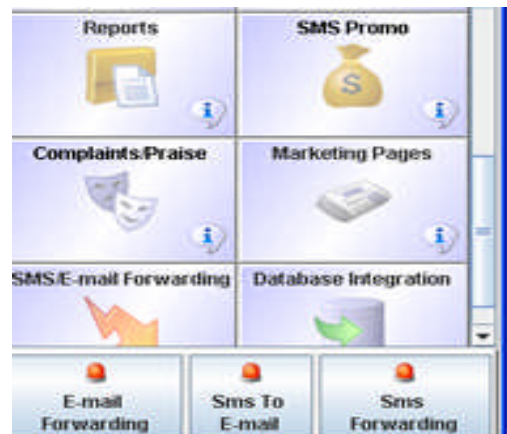 Reports
SMS Promo
S
Complaints/Praise
Marketing Pages
SMS/E-mail Forwarding
Database Integration
E-mail
Forwarding
Sms To
E-mail
Sms
Forwarding